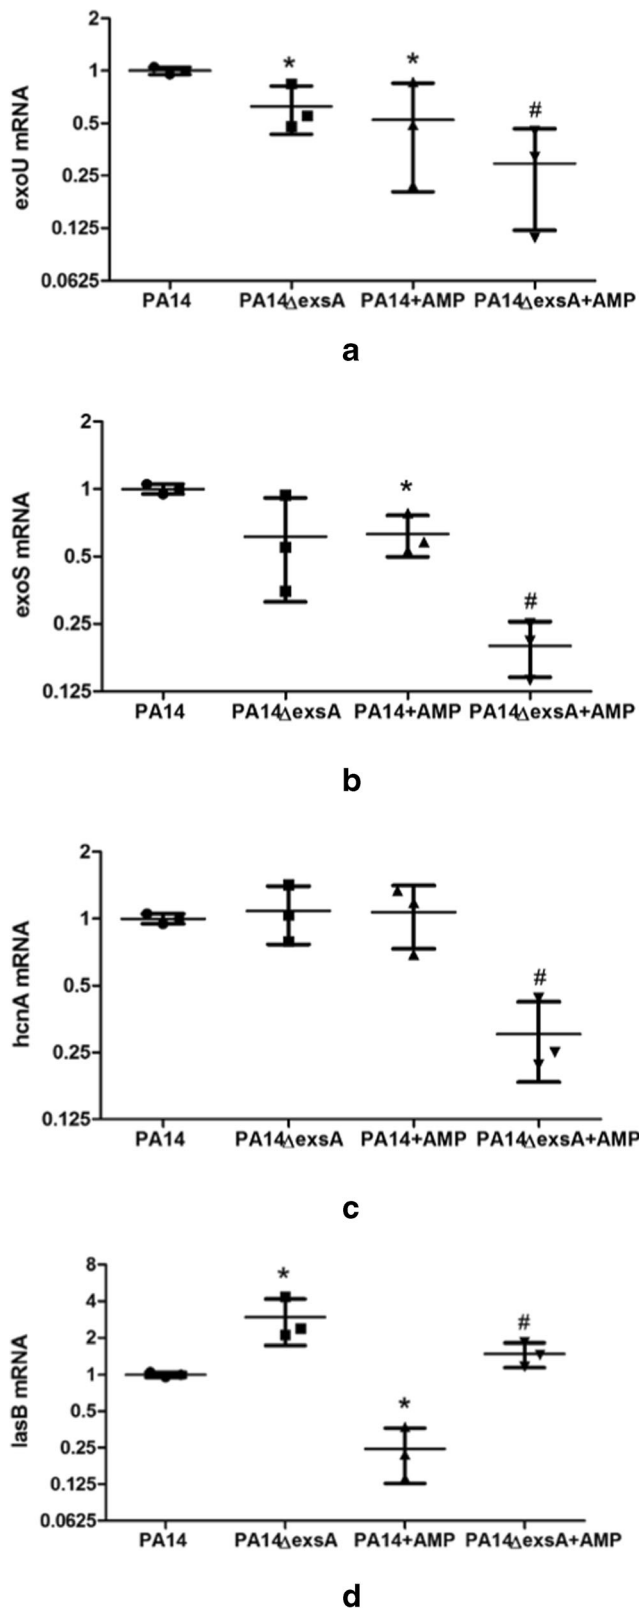 2
1
0.5
0.25
0.125
0.0625
exoU mRNA
* * #
PA14 PA14ΔexsA PA14+AMP PA14ΔexsA+AMP
a
2
1
0.5
0.25
0.125
exoS mRNA
* #
PA14 PA14ΔexsA PA14+AMP PA14ΔexsA+AMP
b
2
1
0.5
0.25
0.125
hcnA mRNA
#
PA14 PA14ΔexsA PA14+AMP PA14ΔexsA+AMP
c
8
4
2
1
0.5
0.25
0.125
0.0625
lasB mRNA
* * #
PA14 PA14ΔexsA PA14+AMP PA14ΔexsA+AMP
d